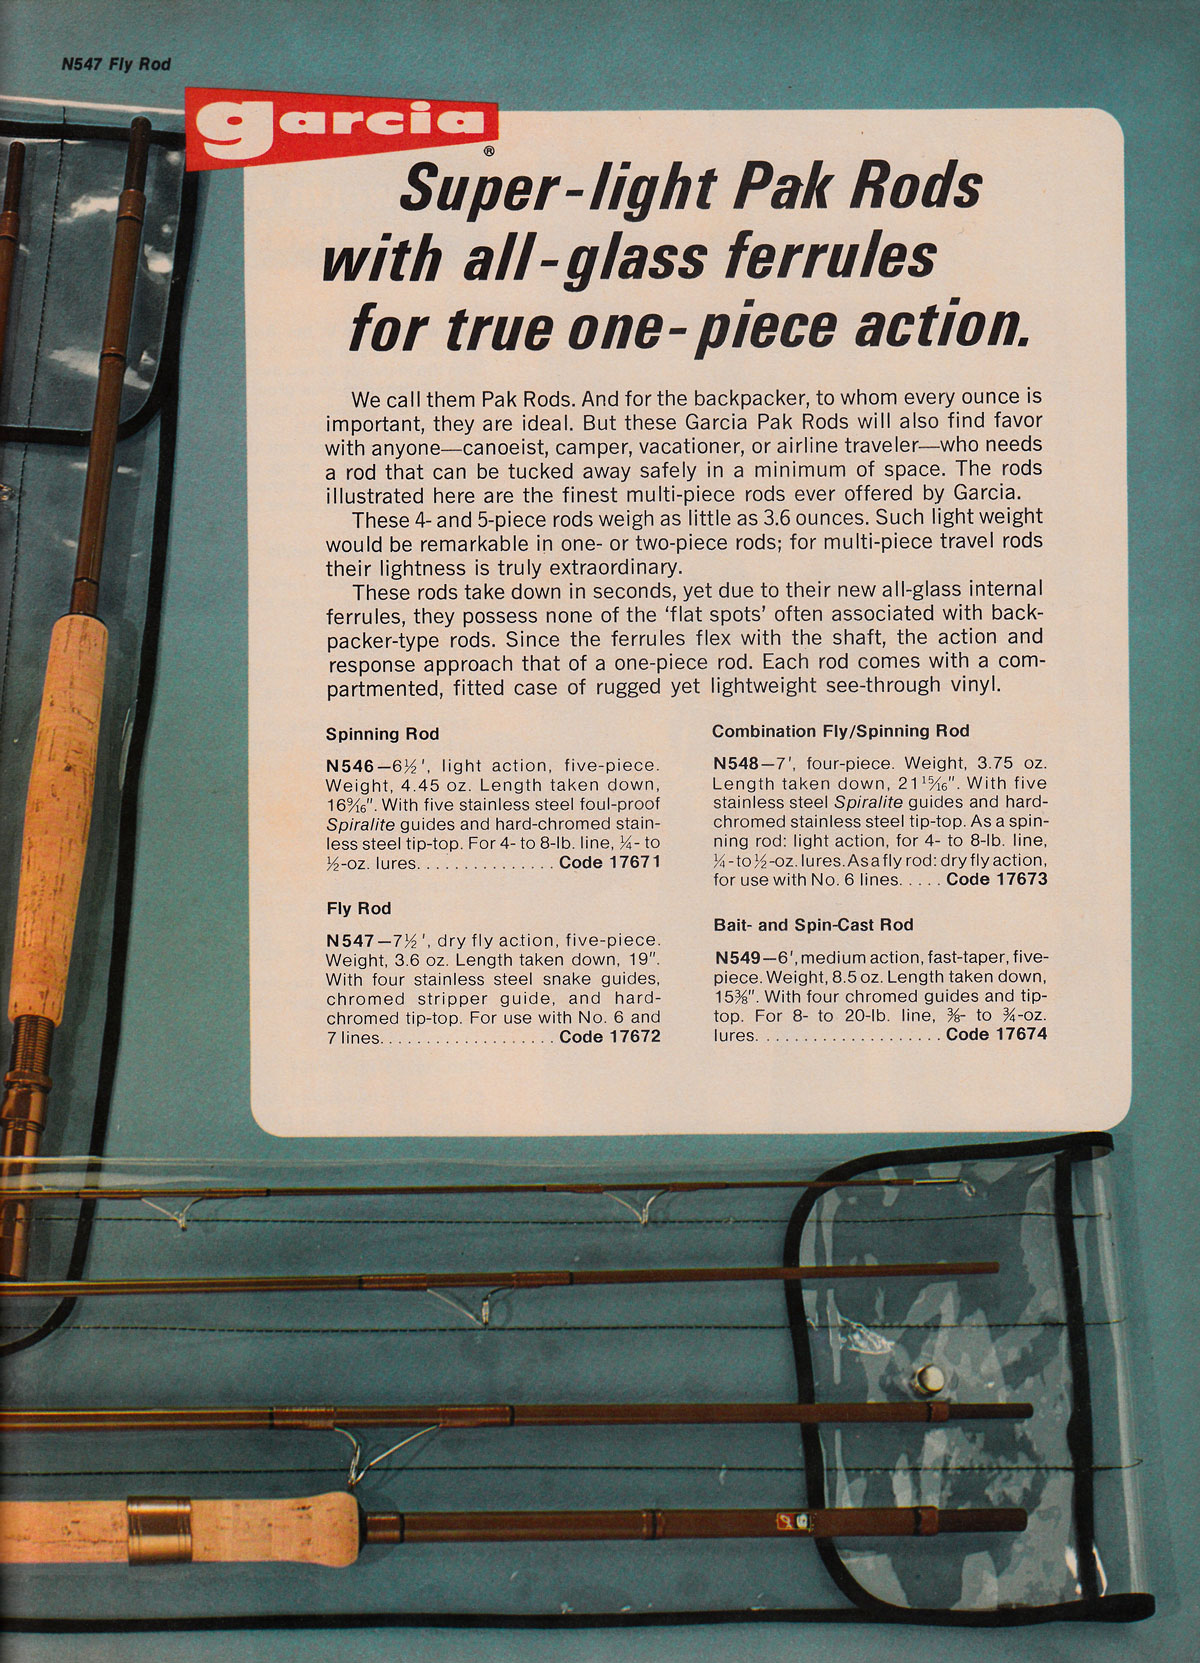 N547 Fly Rod
garcia
®
Super-light Pak Rods
with all-glass ferrules
for true one-piece action.
We call them Pak Rods. And for the backpacker, to whom every ounce is
important, they are ideal. But these Garcia Pak Rods will also find favor
with anyone—canoeist, camper, vacationer, or airline traveler—who needs
a rod that can be tucked away safely in a minimum of space. The rods
illustrated here are the finest multi-piece rods ever offered by Garcia.
These 4- and 5-piece rods weigh as little as 3.6 ounces. Such light weight
would be remarkable in one- or two-piece rods; for multi-piece travel rods
their lightness is truly extraordinary.
These rods take down in seconds, yet due to their new all-glass internal
ferrules, they possess none of the ‘flat spots’ often associated with back-
packer-type rods. Since the ferrules flex with the shaft, the action and
response approach that of a one-piece rod. Each rod comes with a com-
partmented, fitted case of rugged yet lightweight see-through vinyl.
Spinning Rod
N546—6½', light action, five-piece.
Weight, 4.45 oz. Length taken down,
16⁹⁄₁₆". With five stainless steel foul-proof
Spiralite guides and hard-chromed stain-
less steel tip-top. For 4- to 8-lb. line, ¼- to
½-oz. lures. . . . . . . . . . . . . . . Code 17671
Fly Rod
N547—7½', dry fly action, five-piece.
Weight, 3.6 oz. Length taken down, 19".
With four stainless steel snake guides,
chromed stripper guide, and hard-
chromed tip-top. For use with No. 6 and
7 lines. . . . . . . . . . . . . . . . . . . Code 17672
Combination Fly/Spinning Rod
N548—7', four-piece. Weight, 3.75 oz.
Length taken down, 21¹⁵⁄₁₆". With five
stainless steel Spiralite guides and hard-
chromed stainless steel tip-top. As a spin-
ning rod: light action, for 4- to 8-lb. line,
¼-to ½-oz. lures. As a fly rod: dry fly action,
for use with No. 6 lines. . . . . Code 17673
Bait- and Spin-Cast Rod
N549—6', medium action, fast-taper, five-
piece. Weight, 8.5 oz. Length taken down,
15⅜". With four chromed guides and tip-
top. For 8- to 20-lb. line, ⅜- to ¾-oz.
lures. . . . . . . . . . . . . . . . . . . . Code 17674